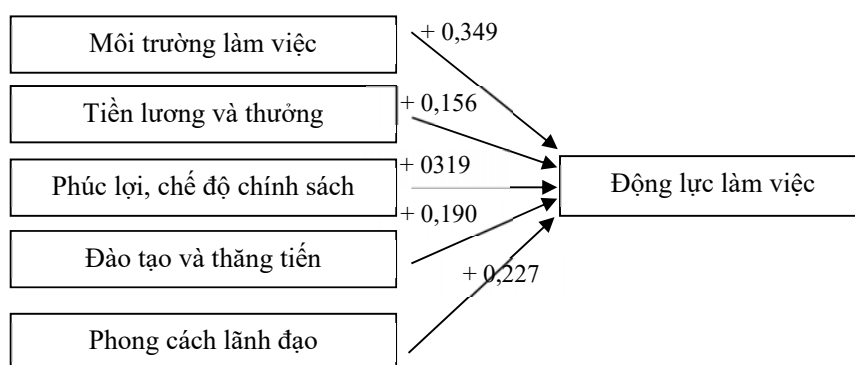 Môi trường làm việc
+ 0,349
Tiền lương và thưởng
+ 0,156
Phúc lợi, chế độ chính sách
+ 0319
Động lực làm việc
+ 0,190
Đào tạo và thăng tiến
+ 0,227
Phong cách lãnh đạo